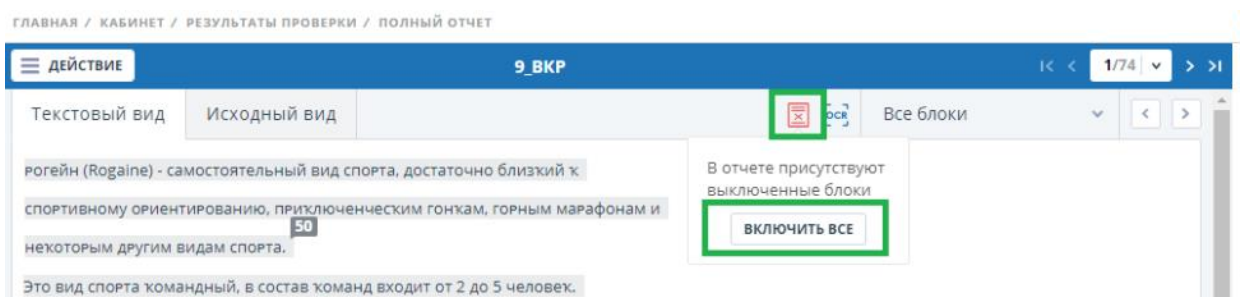 ГЛАВНАЯ / КАБИНЕТ / РЕЗУЛЬТАТЫ ПРОВЕРКИ / ПОЛНЫЙ ОТЧЕТ
ДЕЙСТВИЕ 9_ВКР 1/74
Текстовый вид Исходный вид OCR Все блоки
В отчете присутствуют
выключенные блоки
ВКЛЮЧИТЬ ВСЕ
Рогейн (Rogaine) - самостоятельный вид спорта, достаточно близкий к
спортивному ориентированию, приключенческим гонкам, горным марафонам и
50
некоторым другим видам спорта.
Это вид спорта командный, в состав команд входит от 2 до 5 человек.